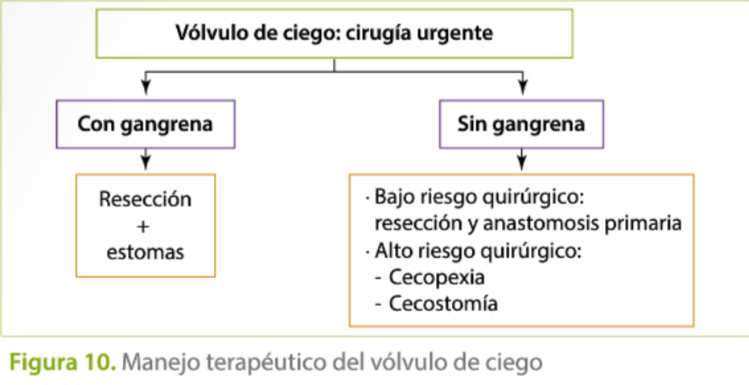 Vólvulo de ciego: cirugía urgente
Con gangrena
Sin gangrena
Resección
+
estomas
· Bajo riesgo quirúrgico:
resección y anastomosis primaria
· Alto riesgo quirúrgico:
- Cecopexia
- Cecostomía
Figura 10. Manejo terapéutico del vólvulo de ciego